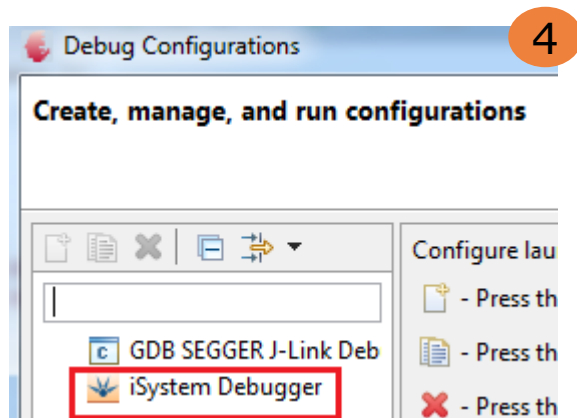 4
Debug Configurations
Create, manage, and run configurations
Configure lau
- Press th
c GDB SEGGER J-Link Deb
- Press th
iSystem Debugger
- Press th